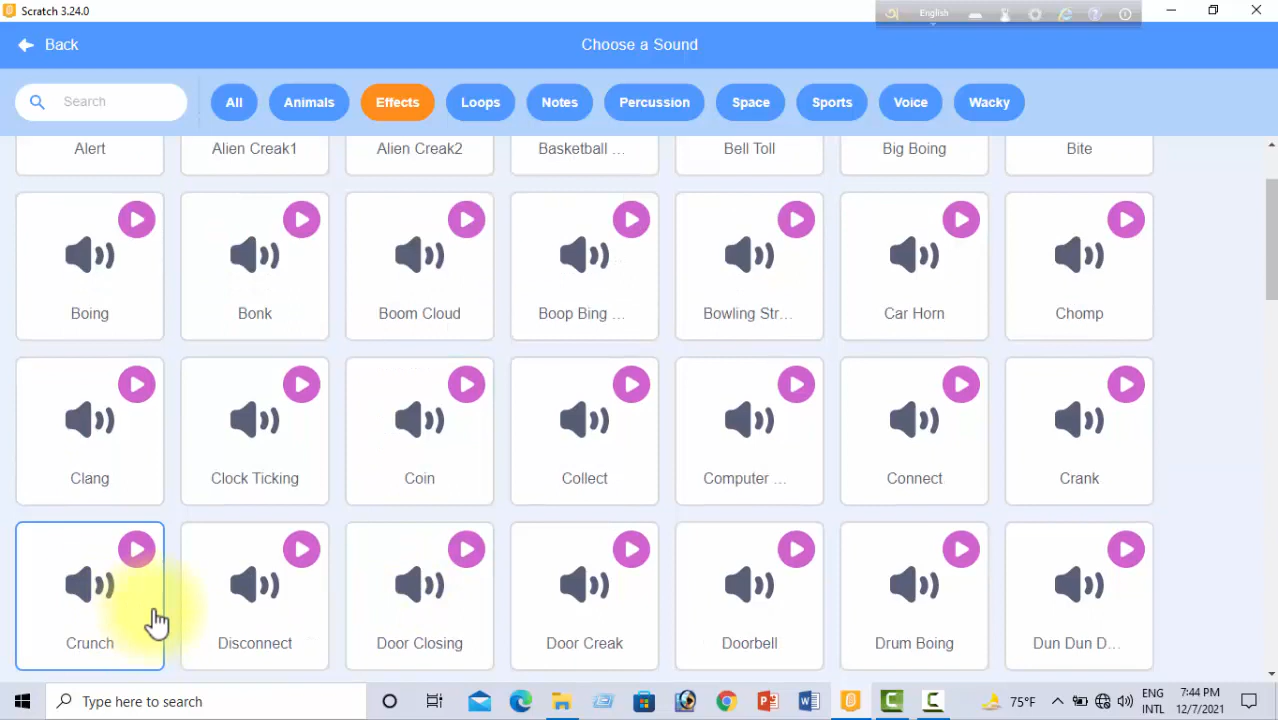 Scratch 3.24.0
English
Back
Choose a Sound
Search
All
Animals
Effects
Loops
Notes
Percussion
Space
Sports
Voice
Wacky
Alert
Alien Creak1
Alien Creak2
Basketball ...
Bell Toll
Big Boing
Bite
Boing
Bonk
Boom Cloud
Boop Bing ...
Bowling Str...
Car Horn
Chomp
Clang
Clock Ticking
Coin
Collect
Computer ...
Connect
Crank
Crunch
Disconnect
Door Closing
Door Creak
Doorbell
Drum Boing
Dun Dun D...
Type here to search
75°F
ENG
INTL
7:44 PM
12/7/2021